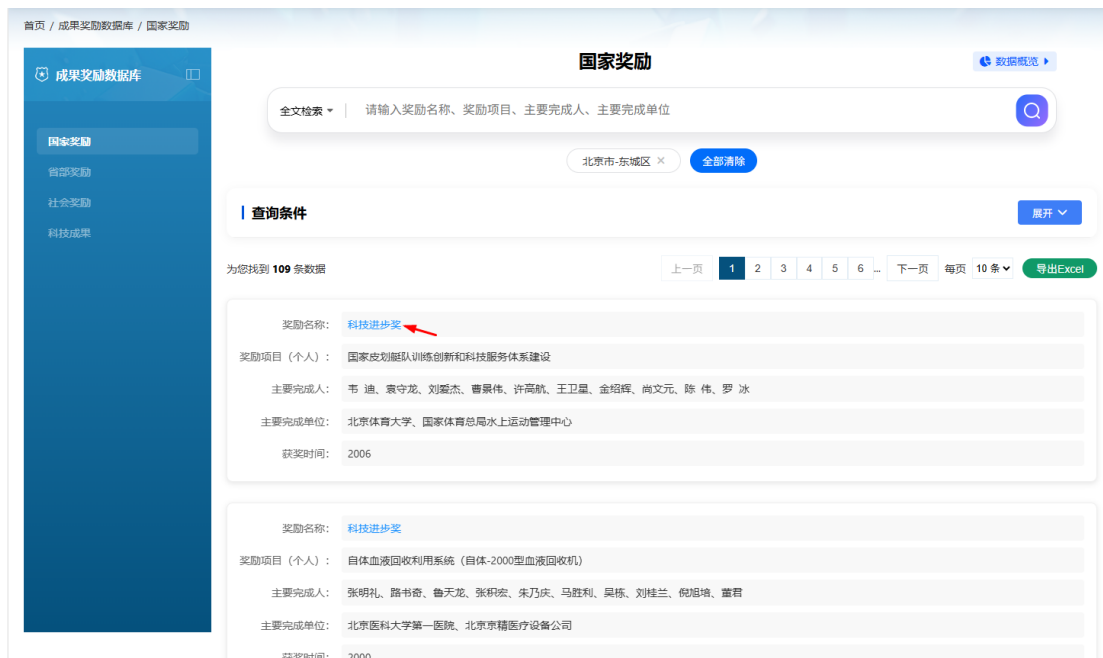 首页 / 成果奖励数据库 / 国家奖励
成果奖励数据库
国家奖励
省部奖励
社会奖励
科技成果
国家奖励
数据概览
全文检索
请输入奖励名称、奖励项目、主要完成人、主要完成单位
北京市-东城区 ×
全部清除
查询条件
展开
为您找到 109 条数据
上一页 1 2 3 4 5 6 ... 下一页 每页 10 条 导出Excel
奖励名称: 科技进步奖
奖励项目（个人）: 国家皮划艇队训练创新和科技服务体系建设
主要完成人: 韦 迪、袁守龙、刘爱杰、曹景伟、许高航、王卫星、金绍辉、尚文元、陈 伟、罗 冰
主要完成单位: 北京体育大学、国家体育总局水上运动管理中心
获奖时间: 2006
奖励名称: 科技进步奖
奖励项目（个人）: 自体血液回收利用系统（自体-2000型血液回收机）
主要完成人: 张明礼、路书奇、鲁天龙、张积宏、朱乃庆、马胜利、吴栋、刘桂兰、倪旭培、董君
主要完成单位: 北京医科大学第一医院、北京京精医疗设备公司
获奖时间: 2000